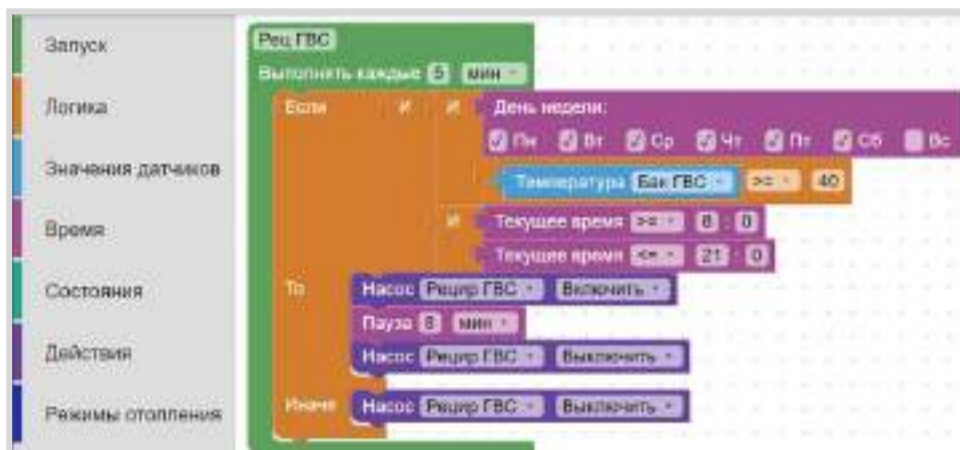 Запуск
Логика
Значения датчиков
Время
Состояния
Действия
Режимы отопления
Рец ГВС
Выполнять каждые 5 мин
Если И И День недели:
Пн Вт Ср Чт Пт Сб Вс
Температура Бак ГВС >= 40
И Текущее время >= 8 : 0
Текущее время <= 21 : 0
То Насос Рецир ГВС Включить
Пауза 8 мин
Насос Рецир ГВС Выключить
Иначе Насос Рецир ГВС Выключить